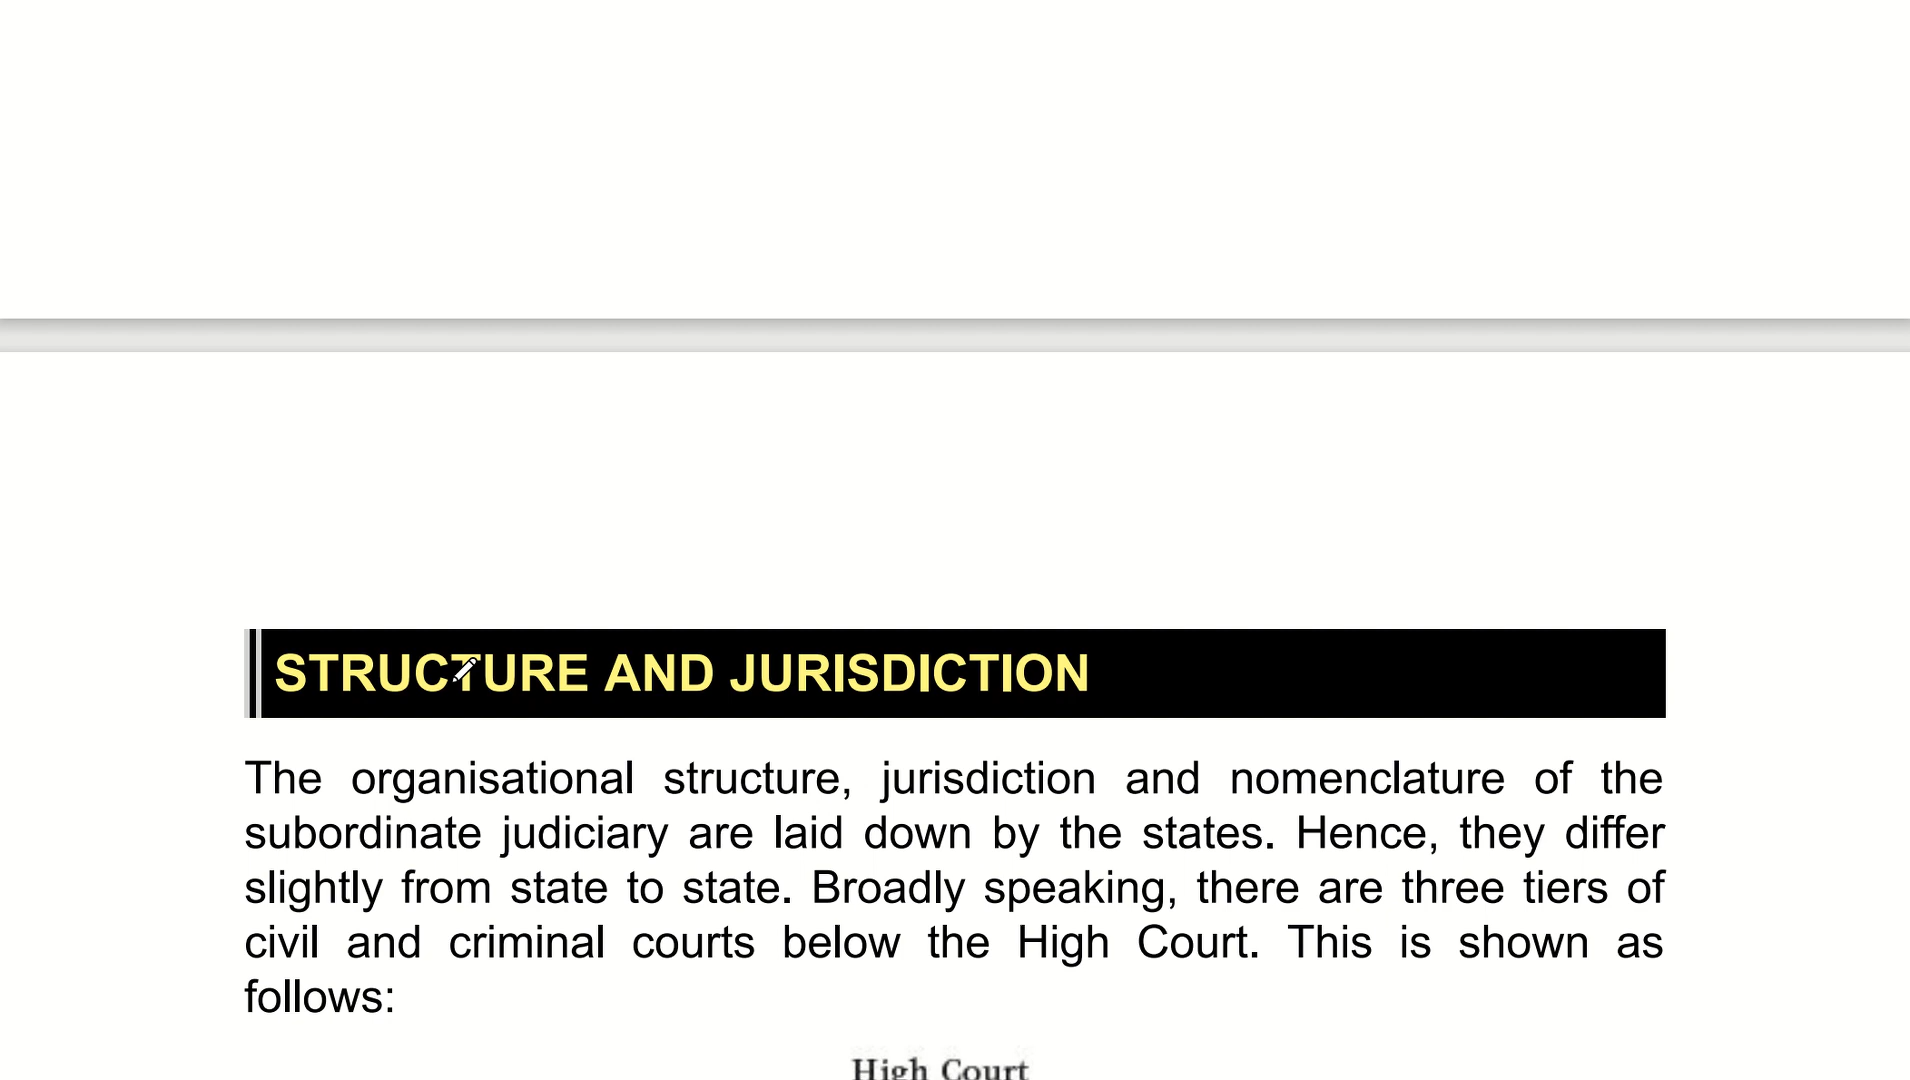 STRUCTURE AND JURISDICTION
The organisational structure, jurisdiction and nomenclature of the
subordinate judiciary are laid down by the states. Hence, they differ
slightly from state to state. Broadly speaking, there are three tiers of
civil and criminal courts below the High Court. This is shown as
follows:
High Court